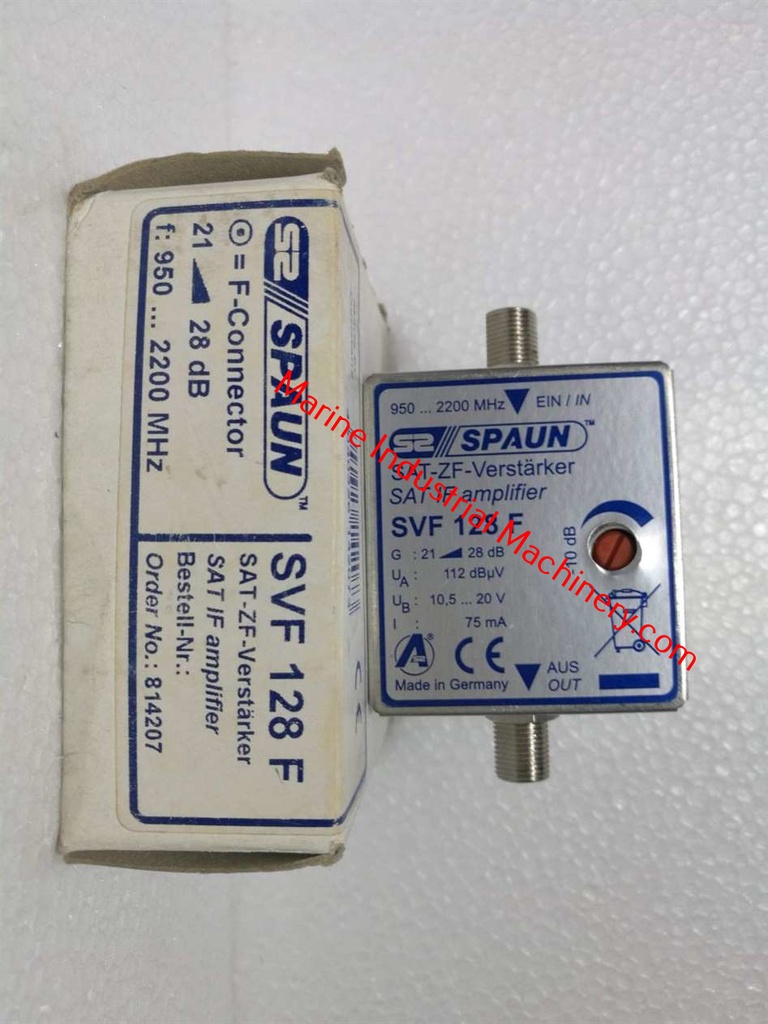 SPAUN™
= F-Connector
21 28 dB
f: 950 ... 2200 MHz
SVF 128 F
SAT-ZF-Verstärker
SAT IF amplifier
Bestell-Nr.:
Order No.: 814207
950 ... 2200 MHz EIN / IN
SPAUN™
SAT-ZF-Verstärker
SAT IF amplifier
SVF 128 F
G : 21 28 dB
UA : 112 dBµV
UB : 10,5 ... 20 V
I : 75 mA
10 dB
CE
AUS
OUT
Made in Germany
Marine Industrial Machinery.com